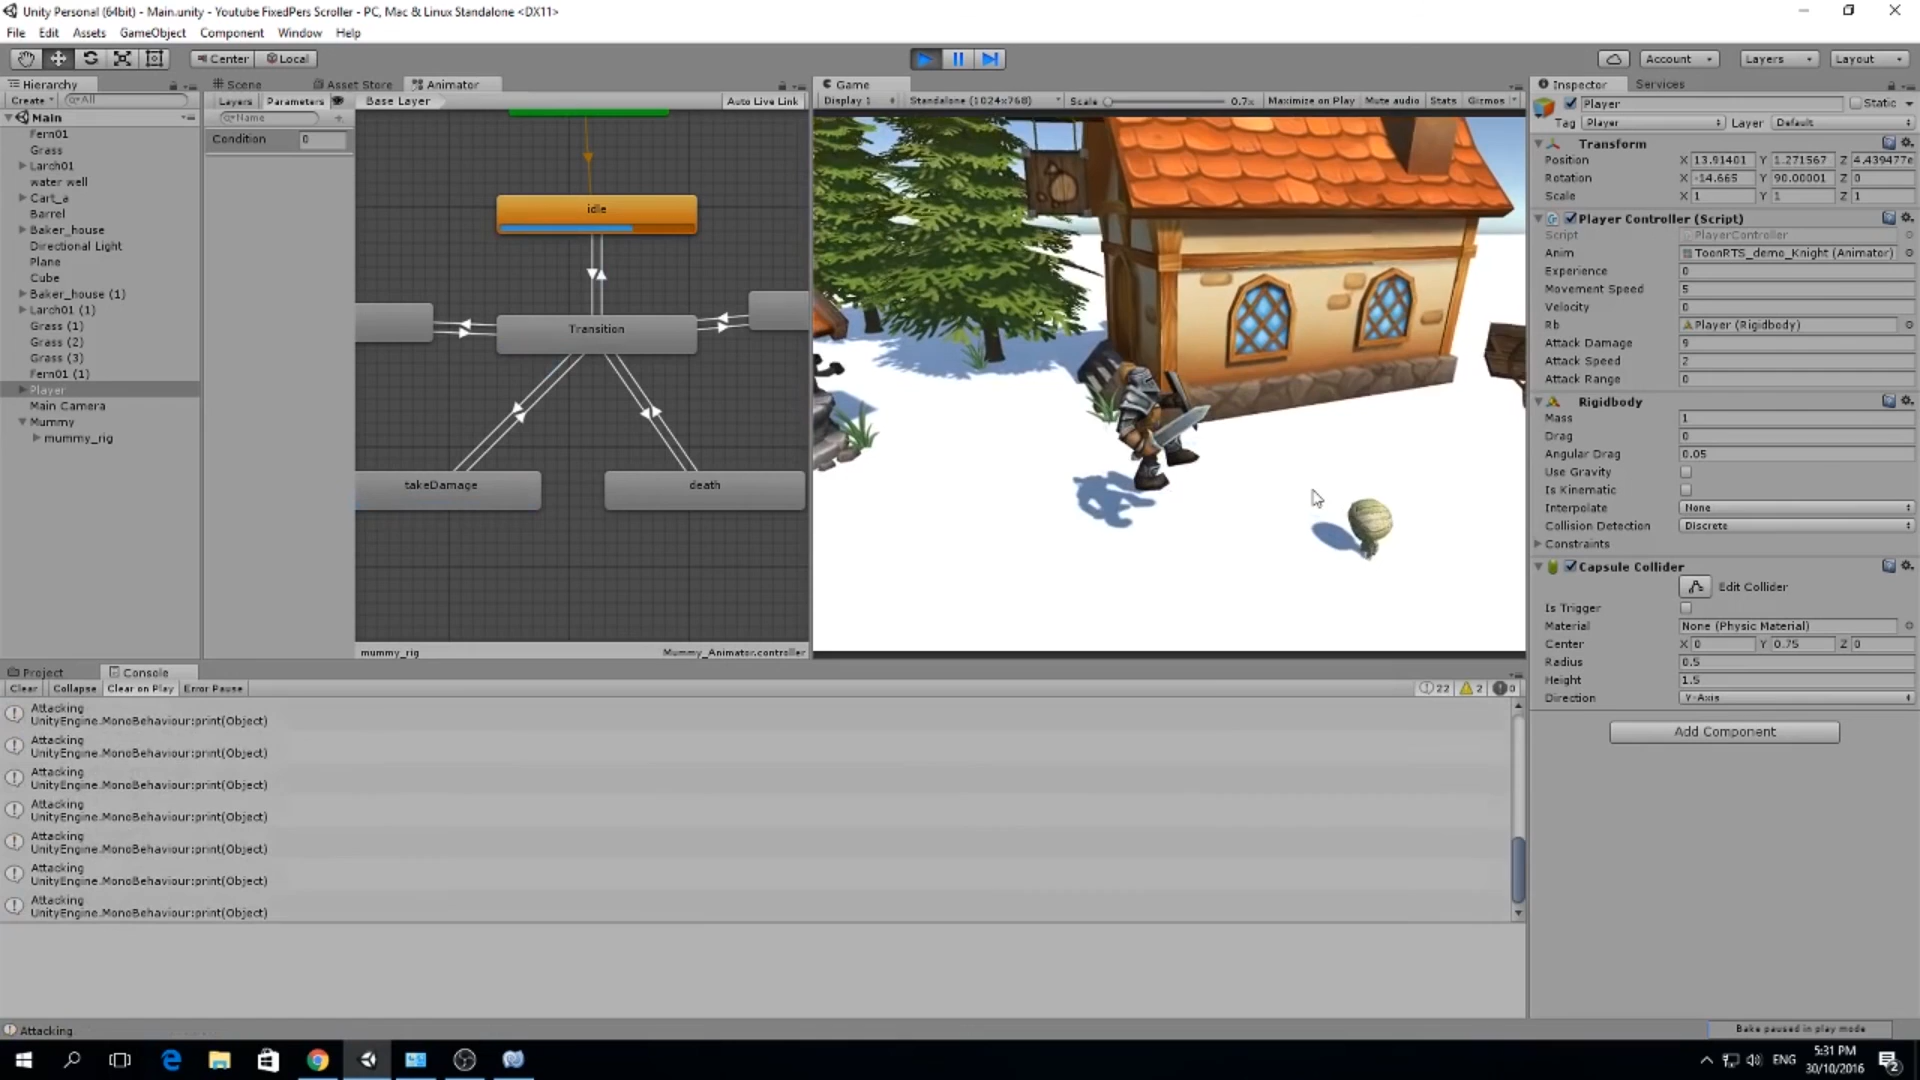 Unity Personal (64bit) - Main.unity - Youtube FixedPers Scroller - PC, Mac & Linux Standalone <DX11>
File Edit Assets GameObject Component Window Help
Center Local
Account Layers Layout
Hierarchy
Create All
Main
Fern01
Grass
Larch01
water well
Cart_a
Barrel
Baker_house
Directional Light
Plane
Cube
Baker_house (1)
Larch01 (1)
Grass (1)
Grass (2)
Grass (3)
Fern01 (1)
Player
Main Camera
Mummy
mummy_rig
Scene Asset Store Animator
Layers Parameters Base Layer Auto Live Link
Name
Condition 0
idle
Transition
takeDamage
death
mummy_rig Mummy_Animator.controller
Game
Display 1 Standalone (1024x768) Scale 0.7x Maximize on Play Mute audio Stats Gizmos
Inspector Services
Player Static
Tag Player Layer Default
Transform
Position X 13.91401 Y 1.271567 Z 4.439477e
Rotation X -14.665 Y 90.00001 Z 0
Scale X 1 Y 1 Z 1
Player Controller (Script)
Script PlayerController
Anim ToonRTS_demo_Knight (Animator)
Experience 0
Movement Speed 5
Velocity 0
Rb Player (Rigidbody)
Attack Damage 9
Attack Speed 2
Attack Range 0
Rigidbody
Mass 1
Drag 0
Angular Drag 0.05
Use Gravity
Is Kinematic
Interpolate None
Collision Detection Discrete
Constraints
Capsule Collider
Edit Collider
Is Trigger
Material None (Physic Material)
Center X 0 Y 0.75 Z 0
Radius 0.5
Height 1.5
Direction Y-Axis
Add Component
Project Console
Clear Collapse Clear on Play Error Pause 22 2 0
Attacking
UnityEngine.MonoBehaviour:print(Object)
Attacking
UnityEngine.MonoBehaviour:print(Object)
Attacking
UnityEngine.MonoBehaviour:print(Object)
Attacking
UnityEngine.MonoBehaviour:print(Object)
Attacking
UnityEngine.MonoBehaviour:print(Object)
Attacking
UnityEngine.MonoBehaviour:print(Object)
Attacking
UnityEngine.MonoBehaviour:print(Object)
Attacking
Bake paused in play mode
ENG
5:31 PM
30/10/2016
2